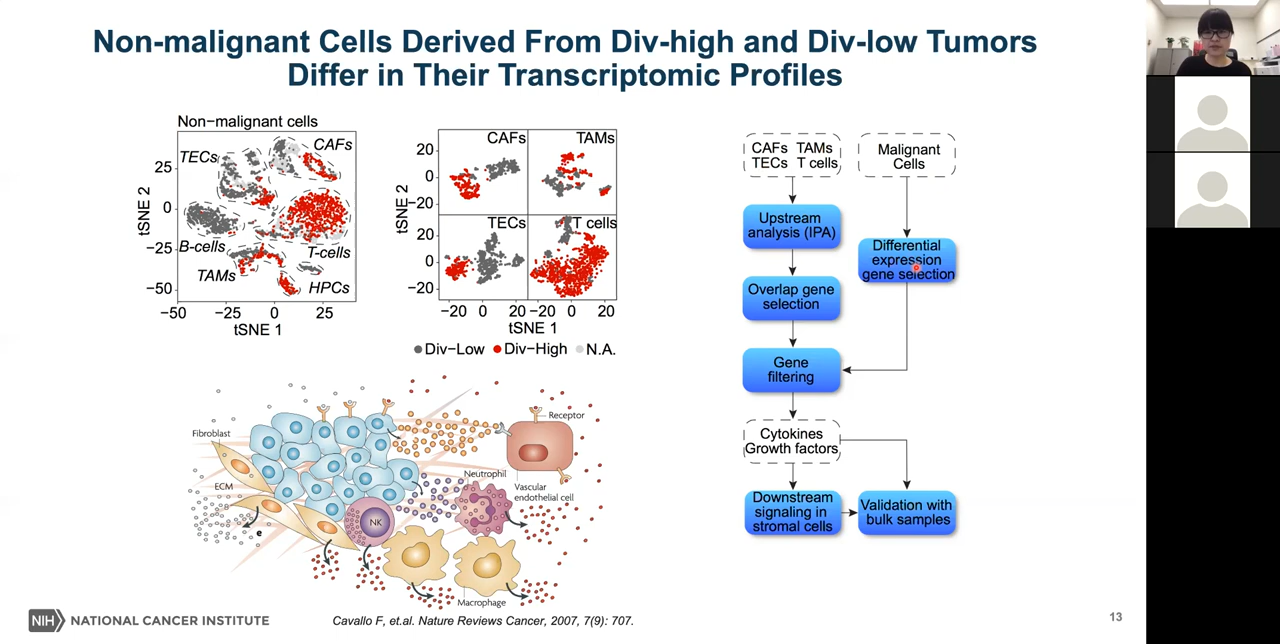 Non-malignant Cells Derived From Div-high and Div-low Tumors
Differ in Their Transcriptomic Profiles
Non−malignant cells
TECs
CAFs
B-cells
T-cells
TAMs
HPCs
tSNE 2
25
0
−25
−50
−50
−25
0
25
tSNE 1
CAFs
TAMs
TECs
T cells
tSNE 2
20
0
−20
20
0
−20
−20
0
20
−20
0
20
tSNE 1
Div−Low
Div−High
N.A.
CAFs TAMs
TECs T cells
Malignant
Cells
Upstream
analysis (IPA)
Differential
expression
gene selection
Overlap gene
selection
Gene
filtering
Cytokines
Growth factors
Downstream
signaling in
stromal cells
Validation with
bulk samples
Fibroblast
ECM
NK
Neutrophil
Receptor
Vascular
endothelial cell
Macrophage
e
NIH NATIONAL CANCER INSTITUTE
Cavallo F, et.al. Nature Reviews Cancer, 2007, 7(9): 707.
13